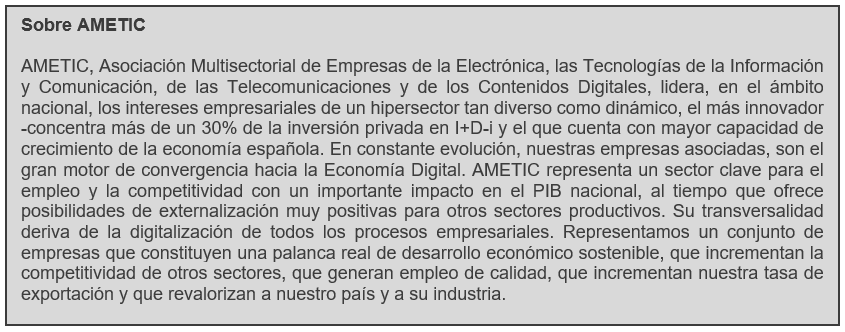 Sobre AMETIC
AMETIC, Asociación Multisectorial de Empresas de la Electrónica, las Tecnologías de la Información
y Comunicación, de las Telecomunicaciones y de los Contenidos Digitales, lidera, en el ámbito
nacional, los intereses empresariales de un hipersector tan diverso como dinámico, el más innovador
-concentra más de un 30% de la inversión privada en I+D-i y el que cuenta con mayor capacidad de
crecimiento de la economía española. En constante evolución, nuestras empresas asociadas, son el
gran motor de convergencia hacia la Economía Digital. AMETIC representa un sector clave para el
empleo y la competitividad con un importante impacto en el PIB nacional, al tiempo que ofrece
posibilidades de externalización muy positivas para otros sectores productivos. Su transversalidad
deriva de la digitalización de todos los procesos empresariales. Representamos un conjunto de
empresas que constituyen una palanca real de desarrollo económico sostenible, que incrementan la
competitividad de otros sectores, que generan empleo de calidad, que incrementan nuestra tasa de
exportación y que revalorizan a nuestro país y a su industria.